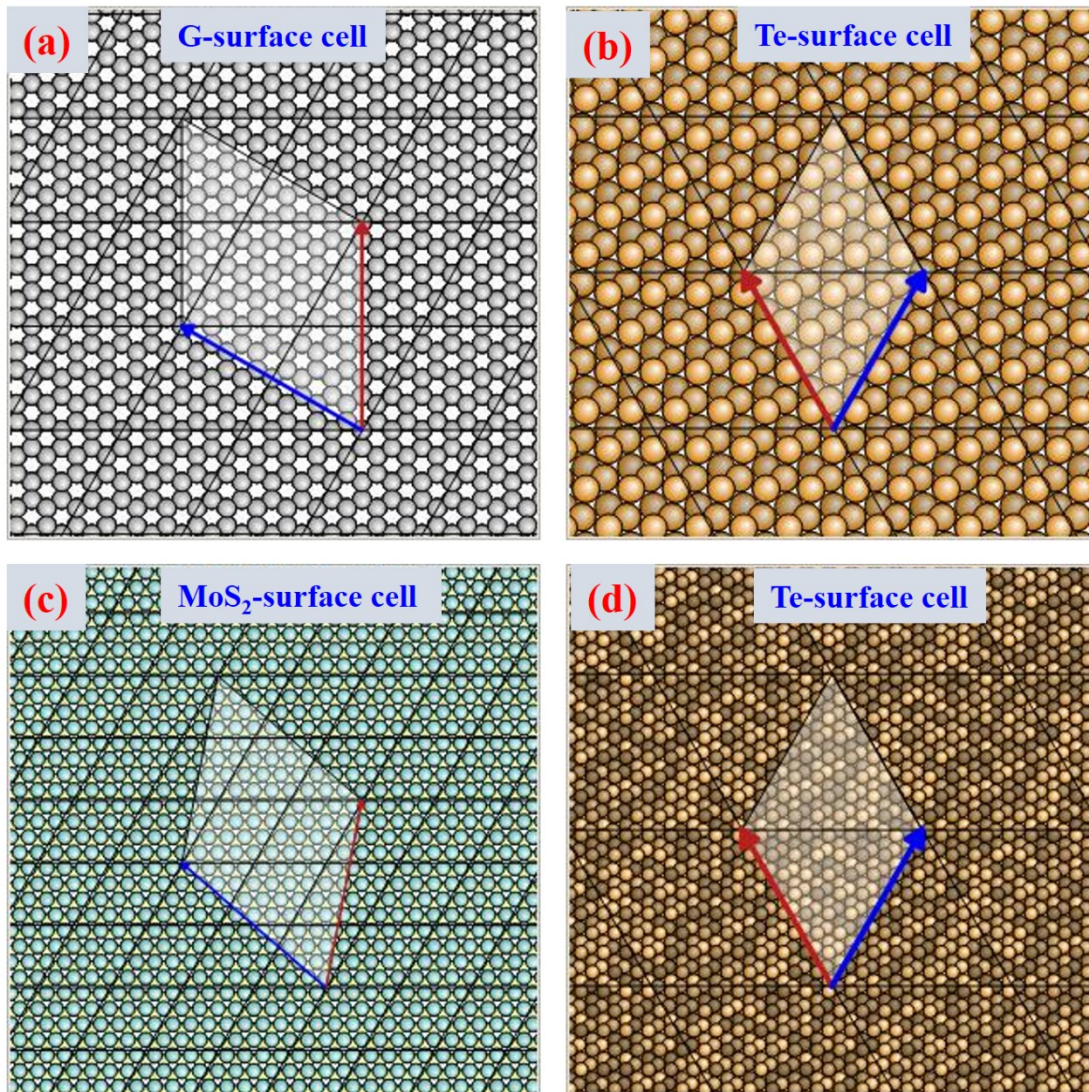 (a)
G-surface cell
(b)
Te-surface cell
(c)
MoS₂-surface cell
(d)
Te-surface cell